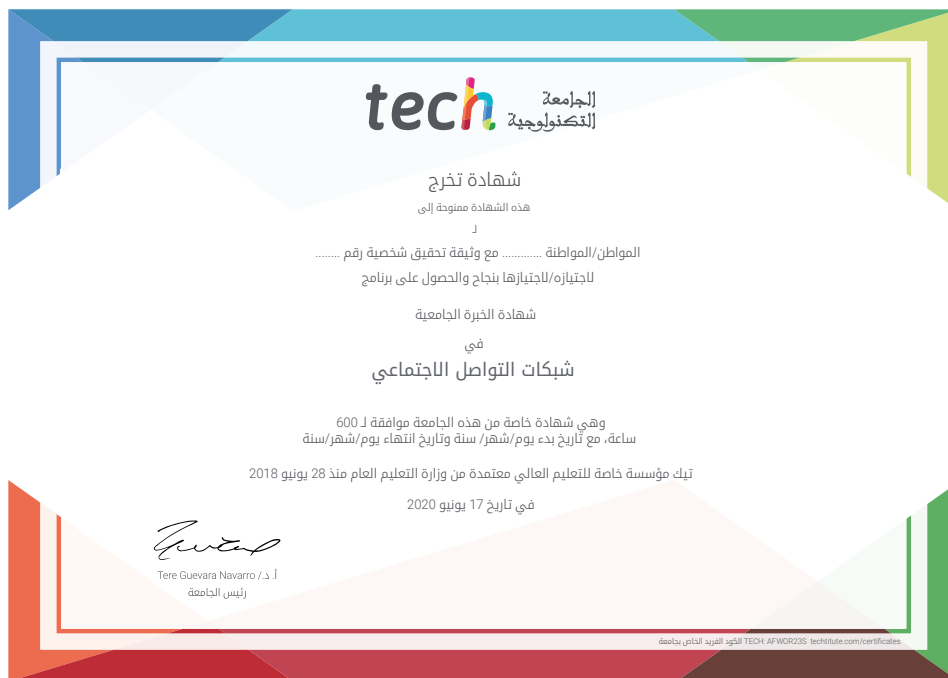 tech الجامعة
التكنولوجية
شهادة تخرج
هذه الشهادة ممنوحة إلى
لـ
المواطن/المواطنة ............ مع وثيقة تحقيق شخصية رقم ........
لاجتيازه/لاجتيازها بنجاح والحصول على برنامج
شهادة الخبرة الجامعية
في
شبكات التواصل الاجتماعي
وهي شهادة خاصة من هذه الجامعة موافقة لـ 600
ساعة، مع تاريخ بدء يوم/شهر/ سنة وتاريخ انتهاء يوم/شهر/سنة
تيك مؤسسة خاصة للتعليم العالي معتمدة من وزارة التعليم العام منذ 28 يونيو 2018
في تاريخ 17 يونيو 2020
أ. د./ Tere Guevara Navarro
رئيس الجامعة
الكود الفريد الخاص بجامعة TECH: AFWOR23S techtitute.com/certificates